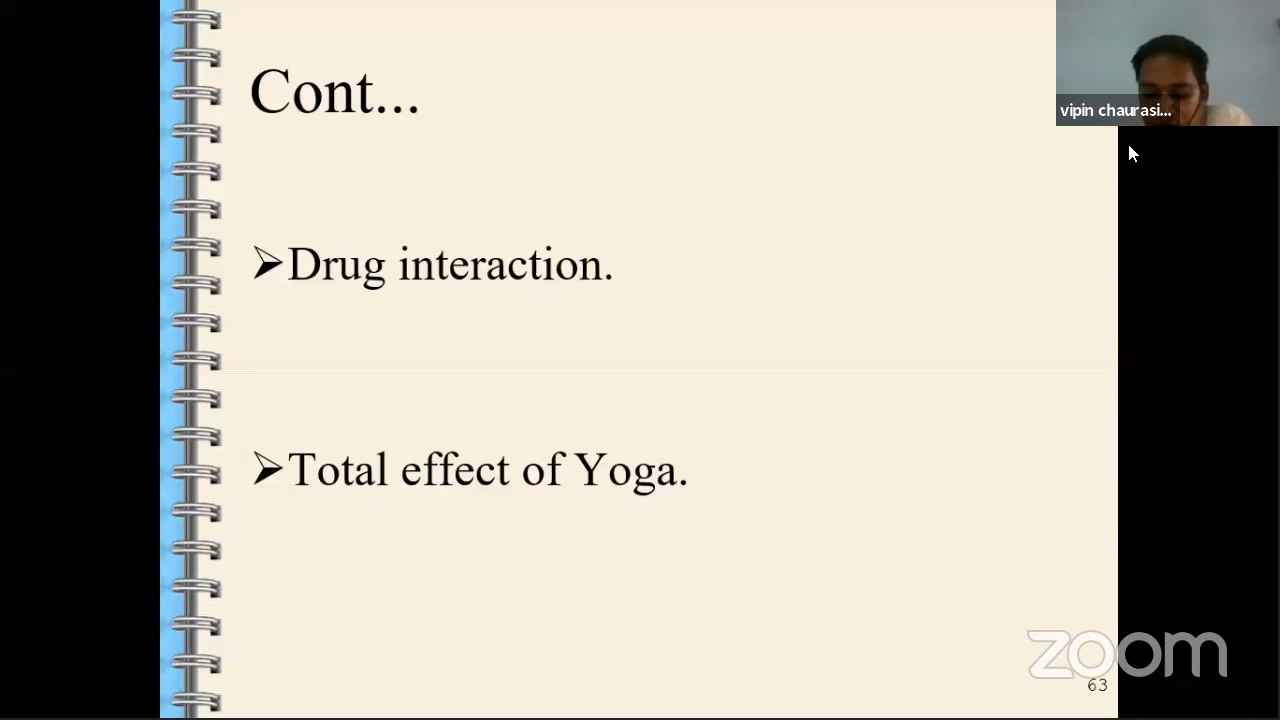 Cont...
vipin chaurasi...
➢Drug interaction.
➢Total effect of Yoga.
zoom
63